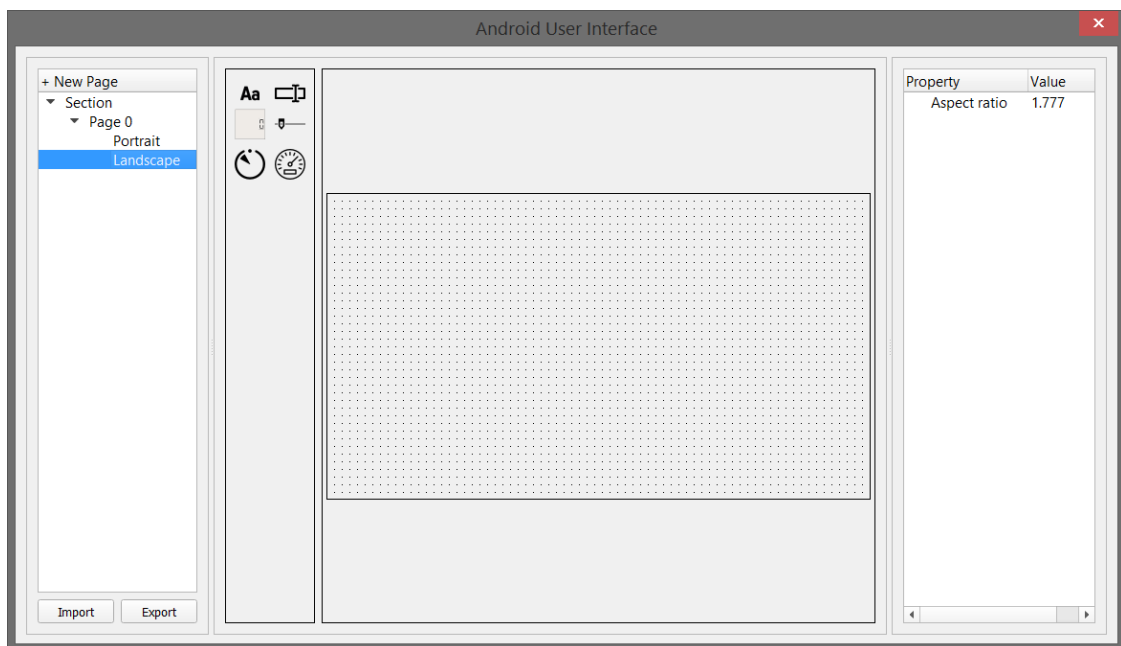 Android User Interface
+ New Page
Section
Page 0
Portrait
Landscape
Import
Export
Aa
Property Value
Aspect ratio 1.777